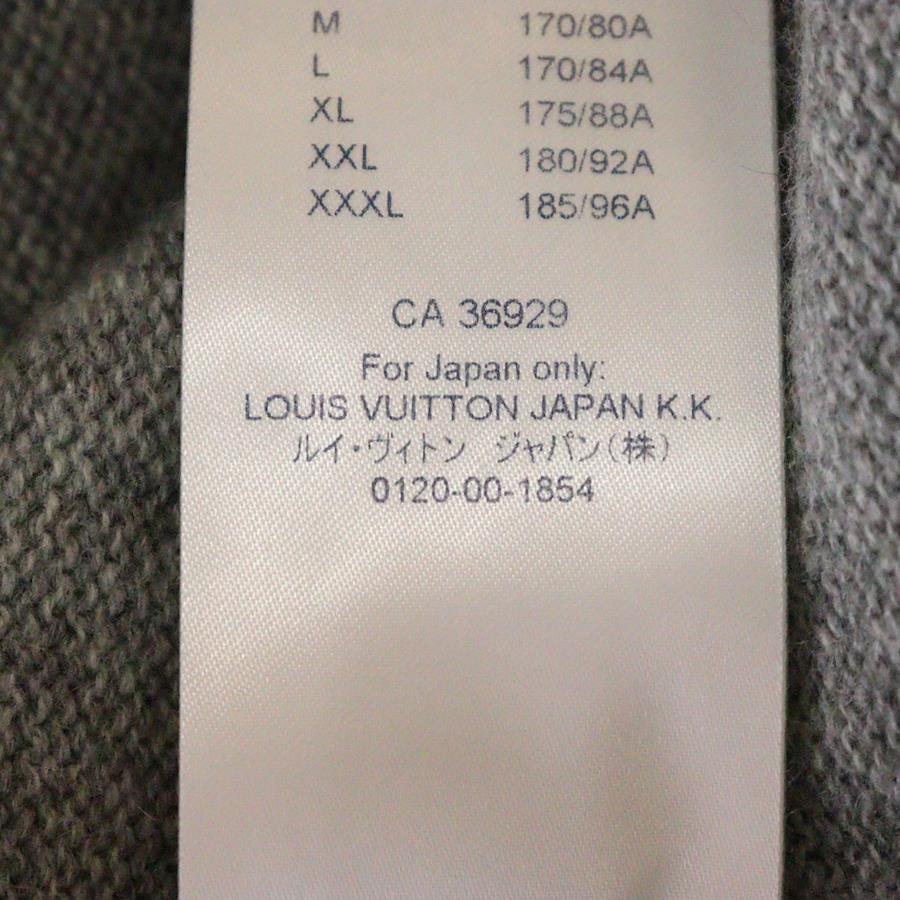 M 170/80A
L 170/84A
XL 175/88A
XXL 180/92A
XXXL 185/96A
CA 36929
For Japan only:
LOUIS VUITTON JAPAN K.K.
ルイ・ヴィトン　ジャパン(株)
0120-00-1854